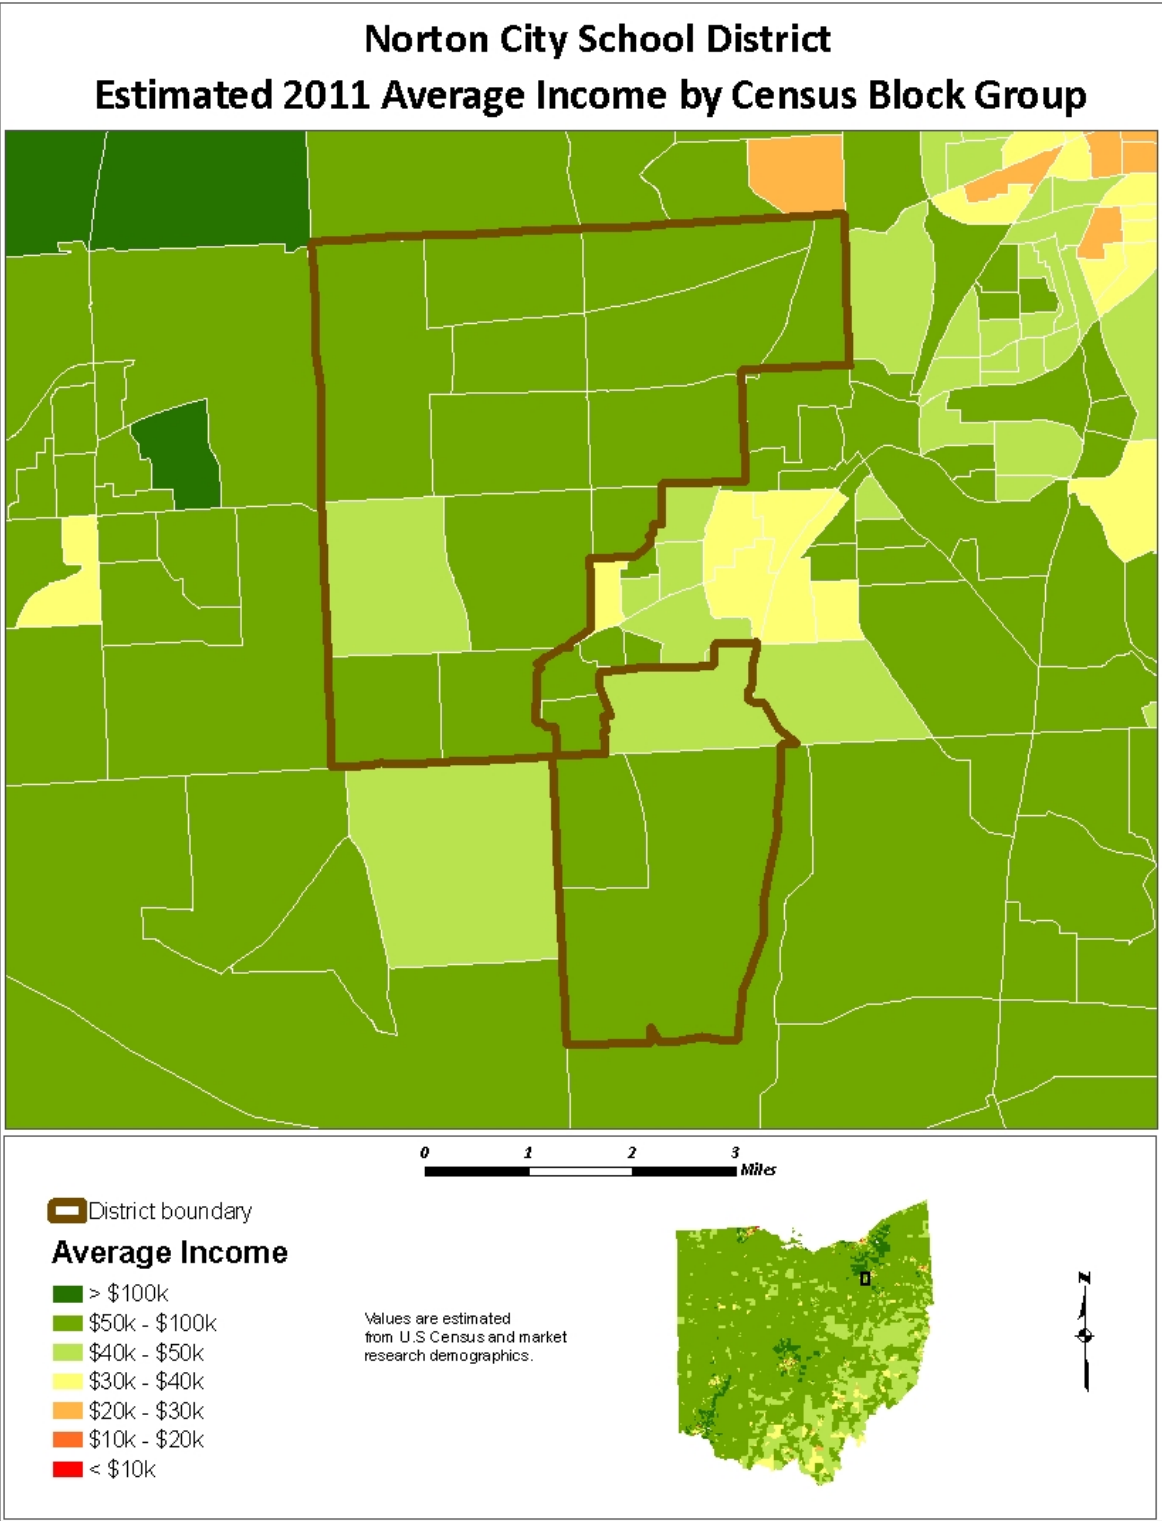 Norton City School District
Estimated 2011 Average Income by Census Block Group
0 1 2 3
Miles
District boundary
Average Income
> $100k
$50k - $100k
$40k - $50k
$30k - $40k
$20k - $30k
$10k - $20k
< $10k
Values are estimated
from U.S Census and market
research demographics.
N